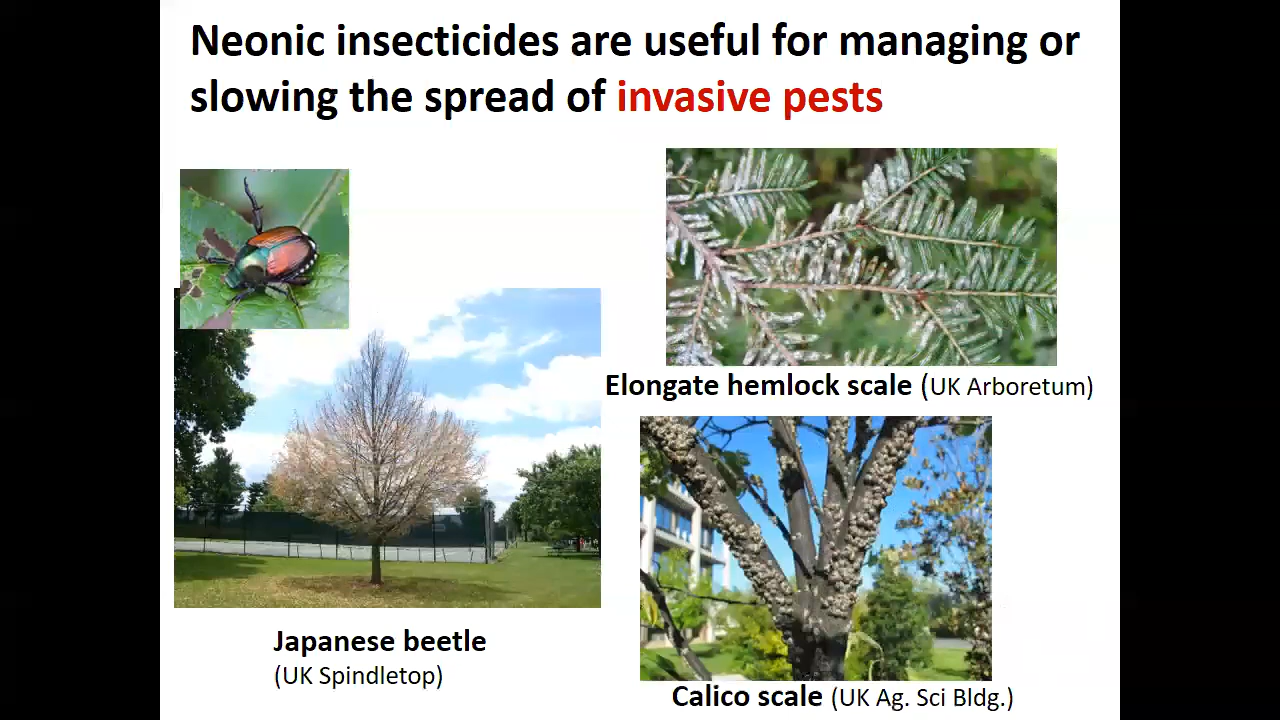 Neonic insecticides are useful for managing or
slowing the spread of invasive pests
Elongate hemlock scale (UK Arboretum)
Japanese beetle
(UK Spindletop)
Calico scale (UK Ag. Sci Bldg.)